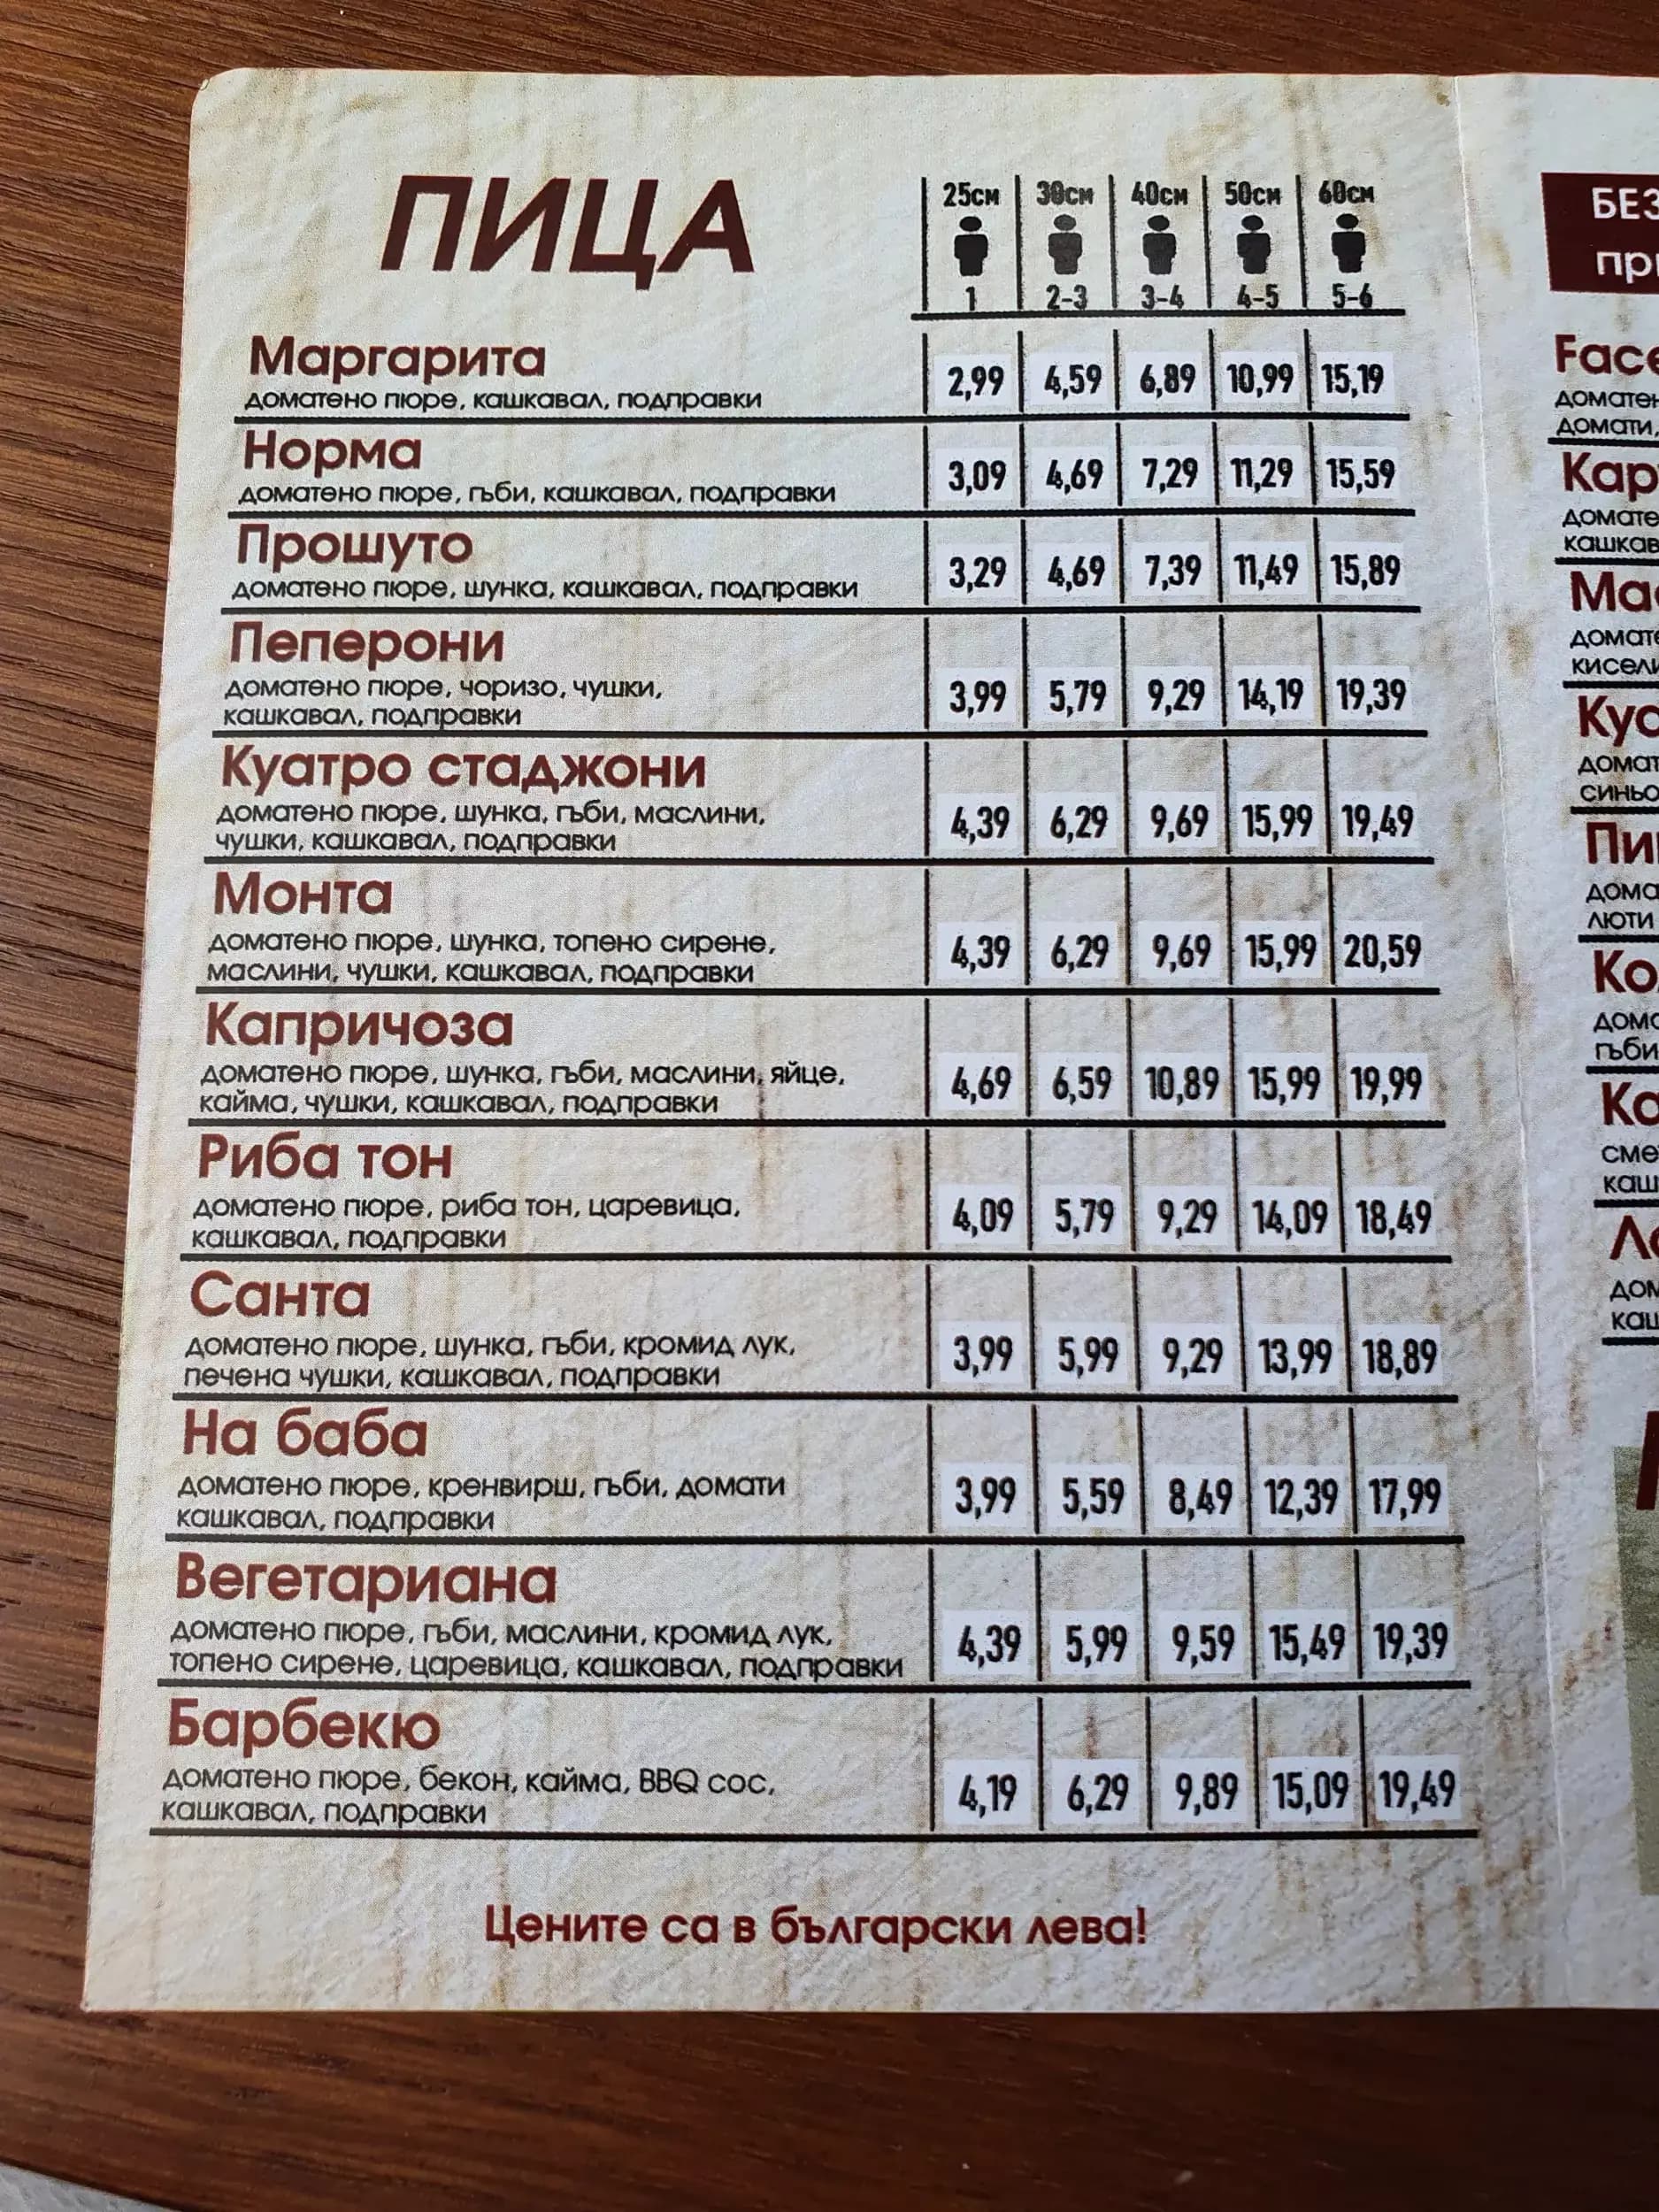 ПИЦА
25см 30см 40см 50см 60см
1 2-3 3-4 4-5 5-6
Маргарита
доматено пюре, кашкавал, подправки
2,99 4,59 6,89 10,99 15,19
Норма
доматено пюре, гъби, кашкавал, подправки
3,09 4,69 7,29 11,29 15,59
Прошуто
доматено пюре, шунка, кашкавал, подправки
3,29 4,69 7,39 11,49 15,89
Пеперони
доматено пюре, чоризо, чушки,
кашкавал, подправки
3,99 5,79 9,29 14,19 19,39
Куатро стаджони
доматено пюре, шунка, гъби, маслини,
чушки, кашкавал, подправки
4,39 6,29 9,69 15,99 19,49
Монта
доматено пюре, шунка, топено сирене,
маслини, чушки, кашкавал, подправки
4,39 6,29 9,69 15,99 20,59
Капричоза
доматено пюре, шунка, гъби, маслини, яйце,
кайма, чушки, кашкавал, подправки
4,69 6,59 10,89 15,99 19,99
Риба тон
доматено пюре, риба тон, царевица,
кашкавал, подправки
4,09 5,79 9,29 14,09 18,49
Санта
доматено пюре, шунка, гъби, кромид лук,
печена чушки, кашкавал, подправки
3,99 5,99 9,29 13,99 18,89
На баба
доматено пюре, кренвирш, гъби, домати
кашкавал, подправки
3,99 5,59 8,49 12,39 17,99
Вегетариана
доматено пюре, гъби, маслини, кромид лук,
топено сирене, царевица, кашкавал, подправки
4,39 5,99 9,59 15,49 19,39
Барбекю
доматено пюре, бекон, кайма, BBQ сос,
кашкавал, подправки
4,19 6,29 9,89 15,09 19,49
Цените са в български лева!
домати,
люти